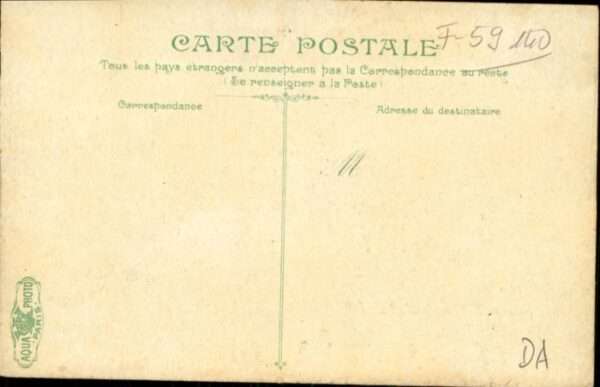 CARTE POSTALE F-59 140
Tous les pays etrangers n'acceptent pas la Correspondance au recto
(Se renseigner à la Poste)
Correspondance
Adresse du destinataire
AQUA PHOTO
PARIS
DA